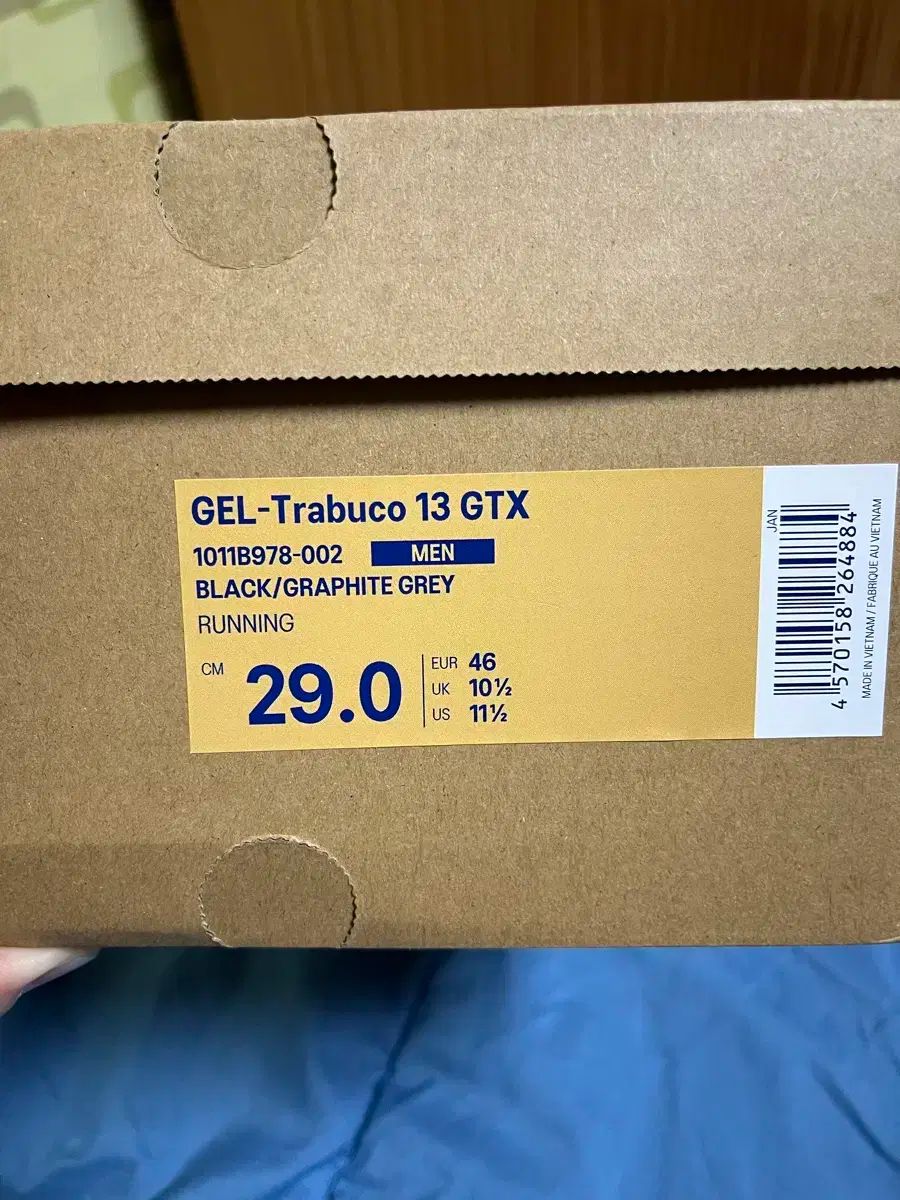 GEL-Trabuco 13 GTX
1011B978-002 MEN
BLACK/GRAPHITE GREY
RUNNING
CM 29.0
EUR 46
UK 10½
US 11½
JAN
4 570158 264884
MADE IN VIETNAM / FABRIQUE AU VIETNAM